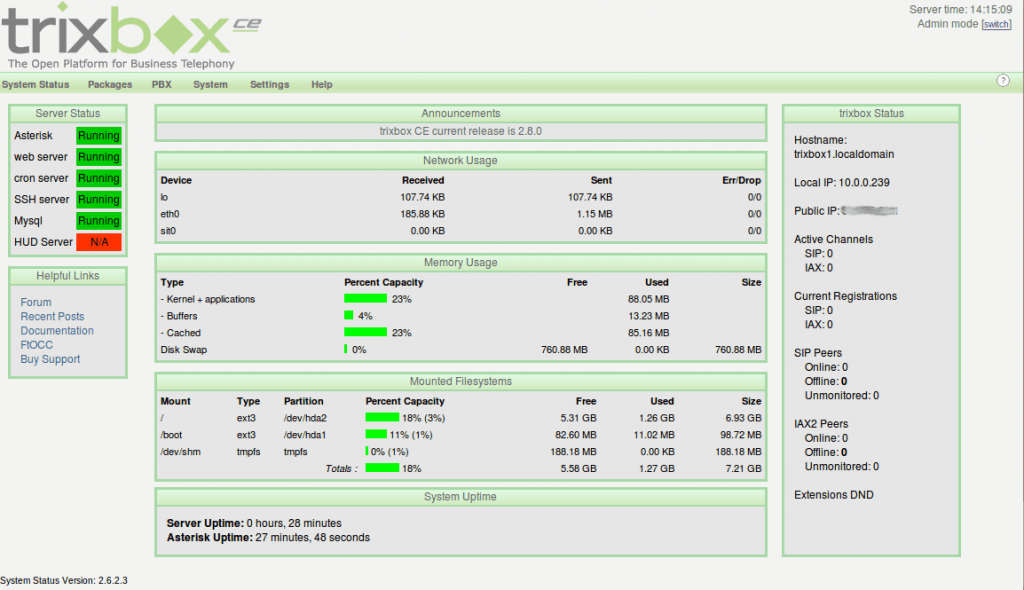 trixbox CE
The Open Platform for Business Telephony
Server time: 14:15:09
Admin mode [switch]
System Status Packages PBX System Settings Help ?
Server Status
Asterisk Running
web server Running
cron server Running
SSH server Running
Mysql Running
HUD Server N/A
Helpful Links
Forum
Recent Posts
Documentation
FtOCC
Buy Support
Announcements
trixbox CE current release is 2.8.0
Network Usage
Device Received Sent Err/Drop
lo 107.74 KB 107.74 KB 0/0
eth0 185.88 KB 1.15 MB 0/0
sit0 0.00 KB 0.00 KB 0/0
Memory Usage
Type Percent Capacity Free Used Size
- Kernel + applications 23% 88.05 MB
- Buffers 4% 13.23 MB
- Cached 23% 85.16 MB
Disk Swap 0% 760.88 MB 0.00 KB 760.88 MB
Mounted Filesystems
Mount Type Partition Percent Capacity Free Used Size
/ ext3 /dev/hda2 18% (3%) 5.31 GB 1.26 GB 6.93 GB
/boot ext3 /dev/hda1 11% (1%) 82.60 MB 11.02 MB 98.72 MB
/dev/shm tmpfs tmpfs 0% (1%) 188.18 MB 0.00 KB 188.18 MB
Totals : 18% 5.58 GB 1.27 GB 7.21 GB
System Uptime
Server Uptime: 0 hours, 28 minutes
Asterisk Uptime: 27 minutes, 48 seconds
trixbox Status
Hostname:
trixbox1.localdomain
Local IP: 10.0.0.239
Public IP:
Active Channels
SIP: 0
IAX: 0
Current Registrations
SIP: 0
IAX: 0
SIP Peers
Online: 0
Offline: 0
Unmonitored: 0
IAX2 Peers
Online: 0
Offline: 0
Unmonitored: 0
Extensions DND
System Status Version: 2.6.2.3